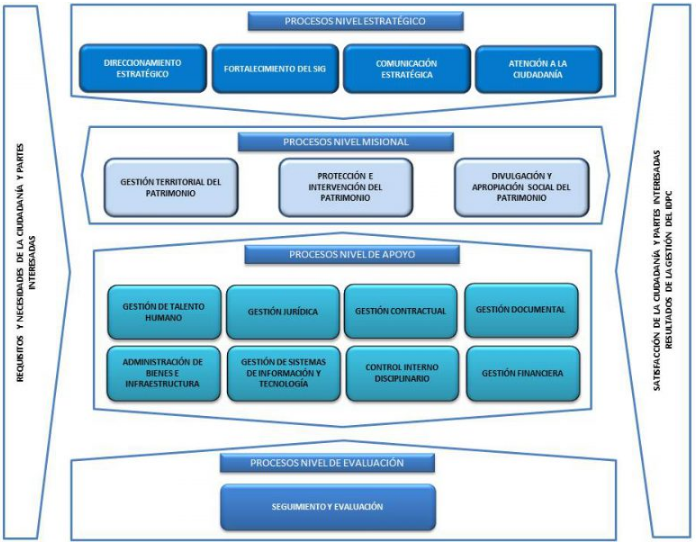 REQUISITOS Y NECESIDADES DE LA CIUDADANÍA Y PARTES
INTERESADAS
PROCESOS NIVEL ESTRATÉGICO
DIRECCIONAMIENTO
ESTRATÉGICO
FORTALECIMIENTO DEL SIG
COMUNICACIÓN
ESTRATÉGICA
ATENCIÓN A LA
CIUDADANÍA
PROCESOS NIVEL MISIONAL
GESTIÓN TERRITORIAL DEL
PATRIMONIO
PROTECCIÓN E
INTERVENCIÓN DEL
PATRIMONIO
DIVULGACIÓN Y
APROPIACIÓN SOCIAL DEL
PATRIMONIO
PROCESOS NIVEL DE APOYO
GESTIÓN DE TALENTO
HUMANO
GESTIÓN JURÍDICA
GESTIÓN CONTRACTUAL
GESTIÓN DOCUMENTAL
ADMINISTRACIÓN DE
BIENES E
INFRAESTRUCTURA
GESTIÓN DE SISTEMAS
DE INFORMACIÓN Y
TECNOLOGÍA
CONTROL INTERNO
DISCIPLINARIO
GESTIÓN FINANCIERA
PROCESOS NIVEL DE EVALUACIÓN
SEGUIMIENTO Y EVALUACIÓN
SATISFACCIÓN DE LA CIUDADANÍA Y PARTES INTERESADAS
RESULTADOS DE LA GESTIÓN DEL IDPC